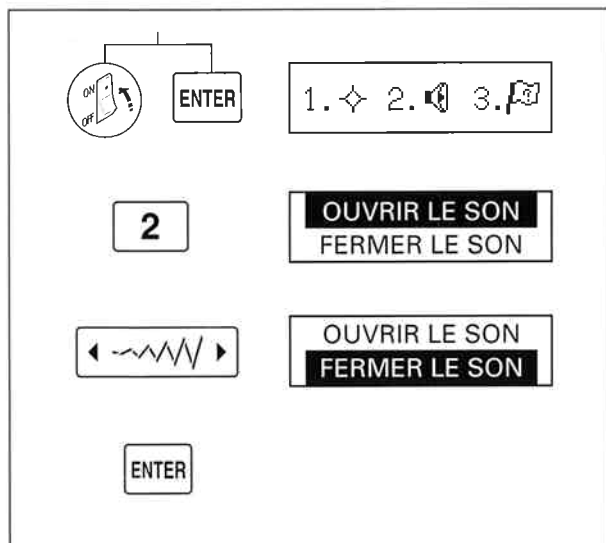 ON
OFF
ENTER
1. 2. 3.
2
OUVRIR LE SON
FERMER LE SON
OUVRIR LE SON
FERMER LE SON
ENTER